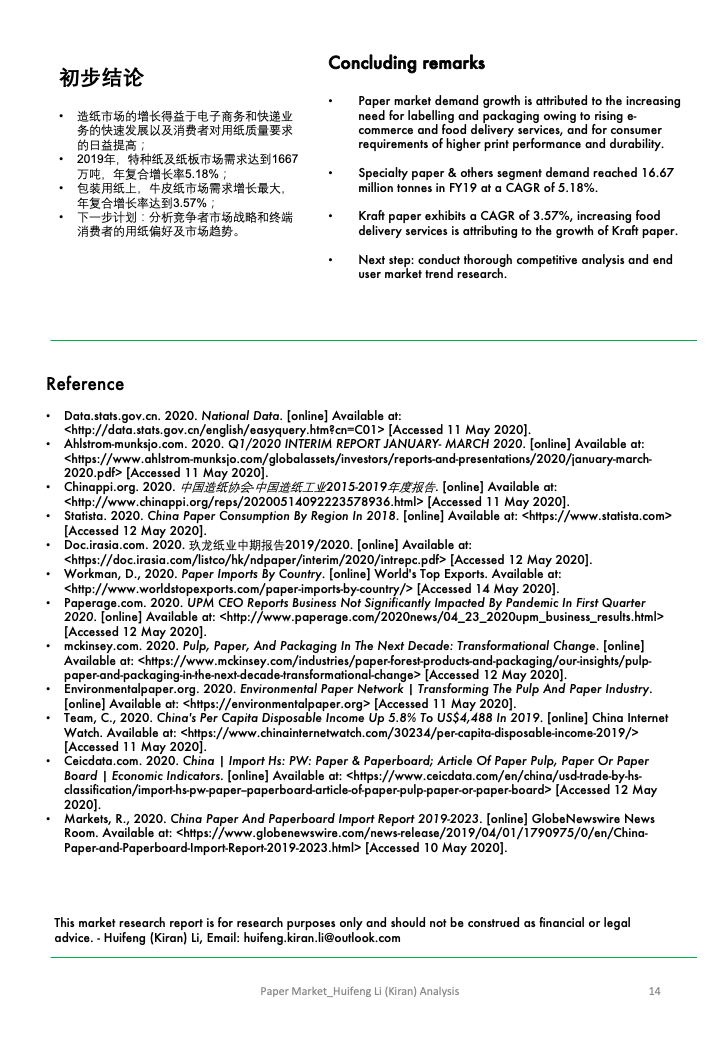 初步结论
• 造纸市场的增长得益于电子商务和快递业
务的快速发展以及消费者对用纸质量要求
的日益提高；
• 2019年，特种纸及纸板市场需求达到1667
万吨，年复合增长率5.18%；
• 包装用纸上，牛皮纸市场需求增长最大，
年复合增长率达到3.57%；
• 下一步计划：分析竞争者市场战略和终端
消费者的用纸偏好及市场趋势。
Concluding remarks
• Paper market demand growth is attributed to the increasing
need for labelling and packaging owing to rising e-
commerce and food delivery services, and for consumer
requirements of higher print performance and durability.
• Specialty paper & others segment demand reached 16.67
million tonnes in FY19 at a CAGR of 5.18%.
• Kraft paper exhibits a CAGR of 3.57%, increasing food
delivery services is attributing to the growth of Kraft paper.
• Next step: conduct thorough competitive analysis and end
user market trend research.
Reference
• Data.stats.gov.cn. 2020. National Data. [online] Available at:
<http://data.stats.gov.cn/english/easyquery.htm?cn=C01> [Accessed 11 May 2020].
• Ahlstrom-munksjo.com. 2020. Q1/2020 INTERIM REPORT JANUARY- MARCH 2020. [online] Available at:
<https://www.ahlstrom-munksjo.com/globalassets/investors/reports-and-presentations/2020/january-march-
2020.pdf> [Accessed 11 May 2020].
• Chinappi.org. 2020. 中国造纸协会-中国造纸工业2015-2019年度报告. [online] Available at:
<http://www.chinappi.org/reps/20200514092223578936.html> [Accessed 11 May 2020].
• Statista. 2020. China Paper Consumption By Region In 2018. [online] Available at: <https://www.statista.com>
[Accessed 12 May 2020].
• Doc.irasia.com. 2020. 玖龙纸业中期报告2019/2020. [online] Available at:
<https://doc.irasia.com/listco/hk/ndpaper/interim/2020/intrepc.pdf> [Accessed 12 May 2020].
• Workman, D., 2020. Paper Imports By Country. [online] World's Top Exports. Available at:
<http://www.worldstopexports.com/paper-imports-by-country/> [Accessed 14 May 2020].
• Paperage.com. 2020. UPM CEO Reports Business Not Significantly Impacted By Pandemic In First Quarter
2020. [online] Available at: <http://www.paperage.com/2020news/04_23_2020upm_business_results.html>
[Accessed 12 May 2020].
• mckinsey.com. 2020. Pulp, Paper, And Packaging In The Next Decade: Transformational Change. [online]
Available at: <https://www.mckinsey.com/industries/paper-forest-products-and-packaging/our-insights/pulp-
paper-and-packaging-in-the-next-decade-transformational-change> [Accessed 12 May 2020].
• Environmentalpaper.org. 2020. Environmental Paper Network | Transforming The Pulp And Paper Industry.
[online] Available at: <https://environmentalpaper.org> [Accessed 11 May 2020].
• Team, C., 2020. China's Per Capita Disposable Income Up 5.8% To US$4,488 In 2019. [online] China Internet
Watch. Available at: <https://www.chinainternetwatch.com/30234/per-capita-disposable-income-2019/>
[Accessed 11 May 2020].
• Ceicdata.com. 2020. China | Import Hs: PW: Paper & Paperboard; Article Of Paper Pulp, Paper Or Paper
Board | Economic Indicators. [online] Available at: <https://www.ceicdata.com/en/china/usd-trade-by-hs-
classification/import-hs-pw-paper--paperboard-article-of-paper-pulp-paper-or-paper-board> [Accessed 12 May
2020].
• Markets, R., 2020. China Paper And Paperboard Import Report 2019-2023. [online] GlobeNewswire News
Room. Available at: <https://www.globenewswire.com/news-release/2019/04/01/1790975/0/en/China-
Paper-and-Paperboard-Import-Report-2019-2023.html> [Accessed 10 May 2020].
This market research report is for research purposes only and should not be construed as financial or legal
advice. - Huifeng (Kiran) Li, Email: huifeng.kiran.li@outlook.com
Paper Market_Huifeng Li (Kiran) Analysis 14